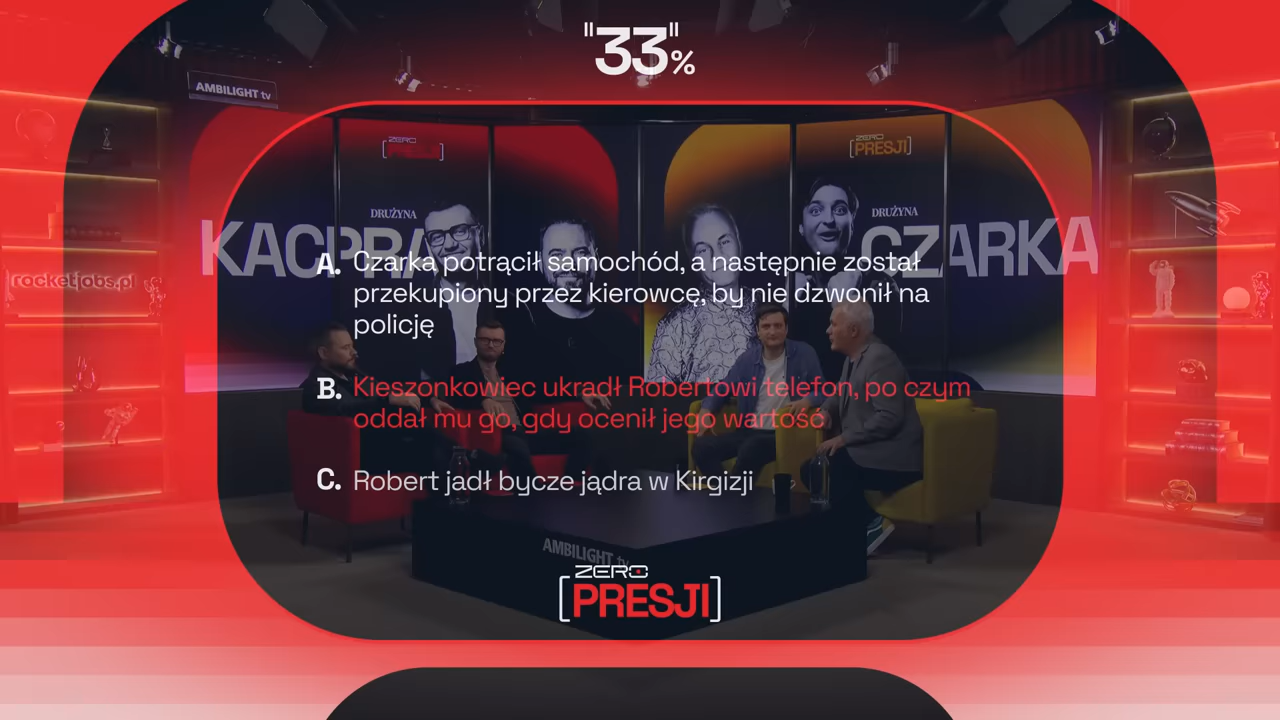 "33"%
AMBILIGHT tv
ZERO
ZERO
PRESJI
DRUŻYNA
DRUŻYNA
KACPRA
CZARKA
rocketjobs.pl
A. Czarka potrącił samochód, a następnie został
przekupiony przez kierowcę, by nie dzwonił na
policję
B. Kieszonkowiec ukradł Robertowi telefon, po czym
oddał mu go, gdy ocenił jego wartość
C. Robert jadł bycze jądra w Kirgizji
AMBILIGHT tv
ZERO
[PRESJI]